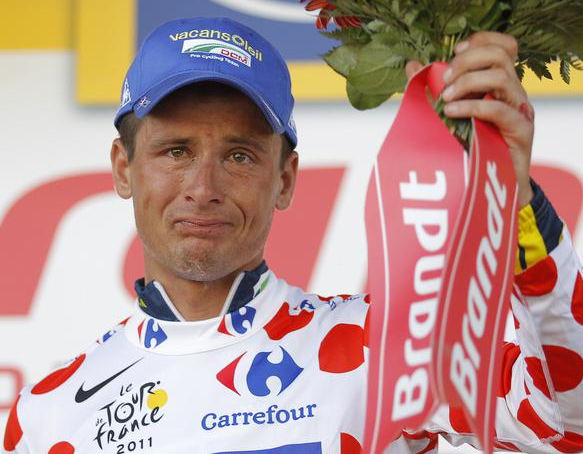 vacansOleil
DCM
Pro Cycling Team
Brandt
Brandt
LE TOUR
de
FRANCE
2011
Carrefour